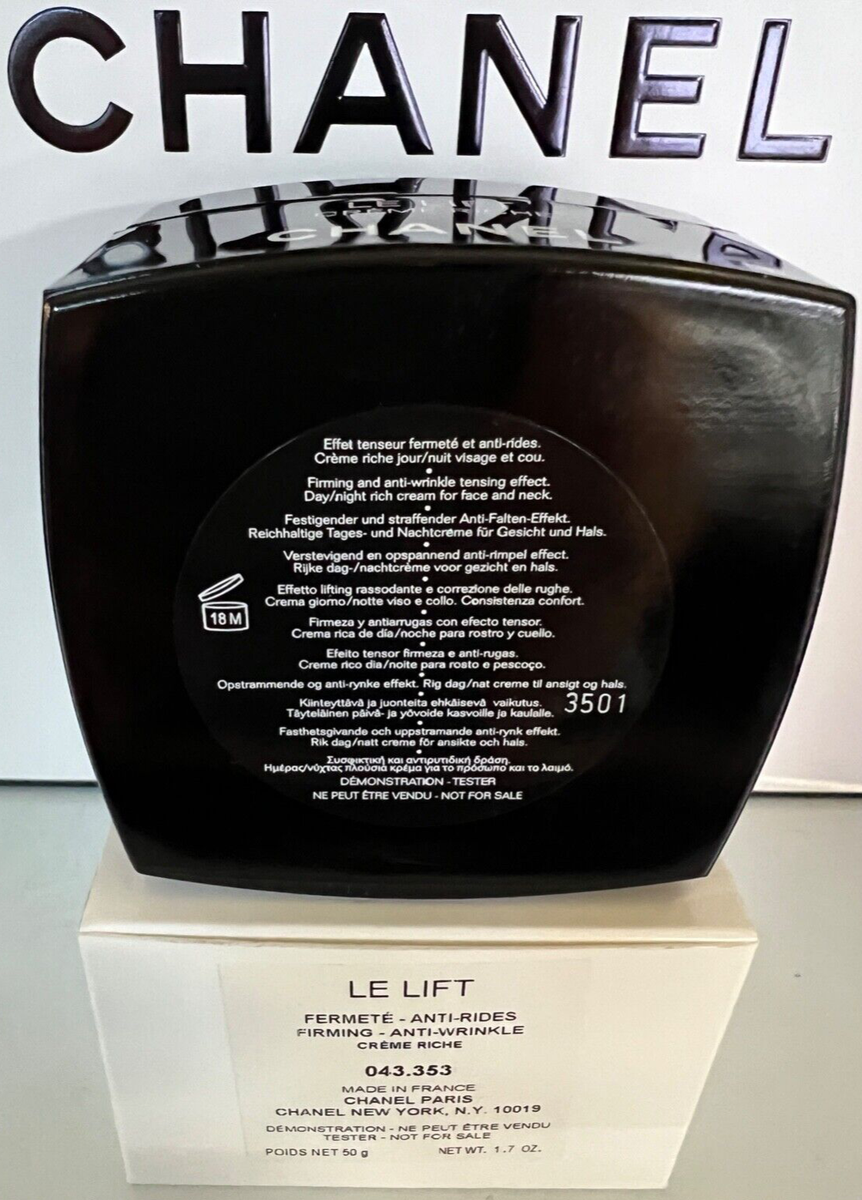 CHANEL
LE LIFT
CRÈME RICHE
CHANEL
Effet tenseur fermeté et anti-rides.
Crème riche jour/nuit visage et cou.
Firming and anti-wrinkle tensing effect.
Day/night rich cream for face and neck.
Festigender und straffender Anti-Falten-Effekt.
Reichhaltige Tages- und Nachtcrème für Gesicht und Hals.
Verstevigend en opspannend anti-rimpel effect.
Rijke dag-/nachtcrème voor gezicht en hals.
Effetto lifting rassodante e correzione delle rughe.
Crema giorno/notte viso e collo. Consistenza confort.
18 M
Firmeza y antiarrugas con efecto tensor.
Crema rica de día/noche para rostro y cuello.
Efeito tensor firmeza e anti-rugas.
Creme rico dia/noite para rosto e pescoço.
Opstrammende og anti-rynke effekt. Rig dag/nat creme til ansigt og hals.
Kiinteyttävä ja juonteita ehkäisevä vaikutus.
Täyteläinen päivä- ja yövoide kasvoille ja kaulalle.
3501
Fasthetsgivande och uppstramande anti-rynk effekt.
Rik dag/natt creme för ansikte och hals.
Συσφικτική και αντιρυτιδική δράση.
Ημέρας/νύχτας πλούσια κρέμα για το πρόσωπο και το λαιμό.
DÉMONSTRATION - TESTER
NE PEUT ÊTRE VENDU - NOT FOR SALE
LE LIFT
FERMETÉ - ANTI-RIDES
FIRMING - ANTI-WRINKLE
CRÈME RICHE
043.353
MADE IN FRANCE
CHANEL PARIS
CHANEL NEW YORK, N.Y. 10019
DÉMONSTRATION - NE PEUT ÊTRE VENDU
TESTER - NOT FOR SALE
POIDS NET 50 g NET WT. 1.7 OZ.